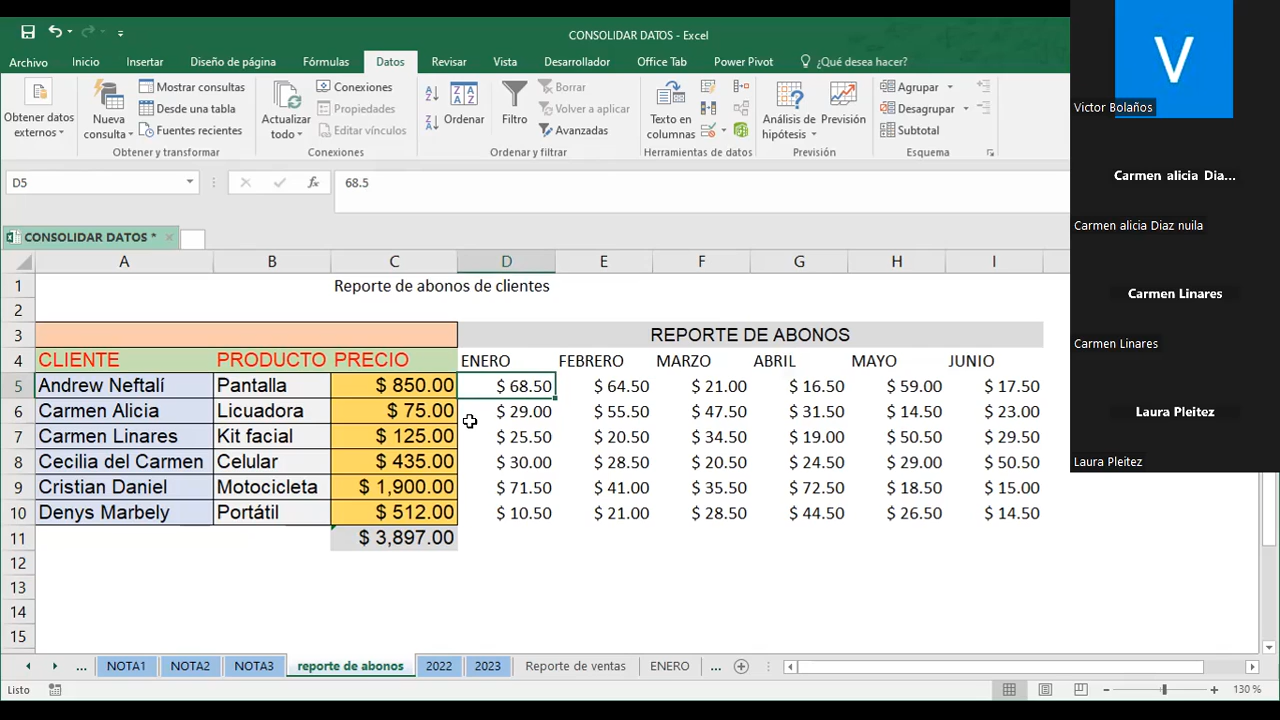 CONSOLIDAR DATOS - Excel
Archivo Inicio Insertar Diseño de página Fórmulas Datos Revisar Vista Desarrollador Office Tab Power Pivot ¿Qué desea hacer?
Obtener datos externos
Nueva consulta
Mostrar consultas
Desde una tabla
Fuentes recientes
Obtener y transformar
Actualizar todo
Conexiones
Propiedades
Editar vínculos
Conexiones
Ordenar
Filtro
Borrar
Volver a aplicar
Avanzadas
Ordenar y filtrar
Texto en columnas
Herramientas de datos
Análisis de hipótesis
Previsión
Previsión
Agrupar
Desagrupar
Subtotal
Esquema
D5 fx 68.5
CONSOLIDAR DATOS *
A B C D E F G H I
1 Reporte de abonos de clientes
2
3 REPORTE DE ABONOS
4 CLIENTE PRODUCTO PRECIO ENERO FEBRERO MARZO ABRIL MAYO JUNIO
5 Andrew Neftalí Pantalla $ 850.00 $ 68.50 $ 64.50 $ 21.00 $ 16.50 $ 59.00 $ 17.50
6 Carmen Alicia Licuadora $ 75.00 $ 29.00 $ 55.50 $ 47.50 $ 31.50 $ 14.50 $ 23.00
7 Carmen Linares Kit facial $ 125.00 $ 25.50 $ 20.50 $ 34.50 $ 19.00 $ 50.50 $ 29.50
8 Cecilia del Carmen Celular $ 435.00 $ 30.00 $ 28.50 $ 20.50 $ 24.50 $ 29.00 $ 50.50
9 Cristian Daniel Motocicleta $ 1,900.00 $ 71.50 $ 41.00 $ 35.50 $ 72.50 $ 18.50 $ 15.00
10 Denys Marbely Portátil $ 512.00 $ 10.50 $ 21.00 $ 28.50 $ 44.50 $ 26.50 $ 14.50
11 $ 3,897.00
12
13
14
15
... NOTA1 NOTA2 NOTA3 reporte de abonos 2022 2023 Reporte de ventas ENERO ...
Listo 130 %
V
Victor Bolaños
Carmen alicia Dia...
Carmen alicia Diaz nuila
Carmen Linares
Carmen Linares
Laura Pleitez
Laura Pleitez